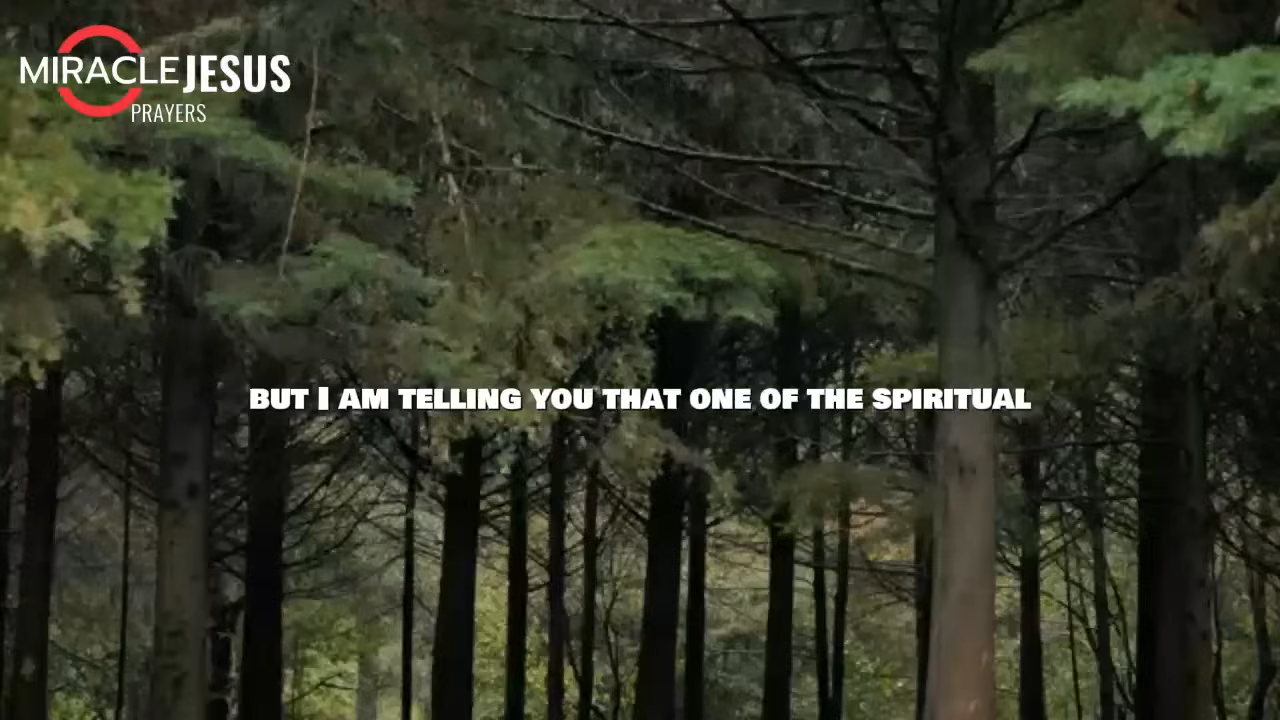 MIRACLE JESUS
PRAYERS
BUT I AM TELLING YOU THAT ONE OF THE SPIRITUAL